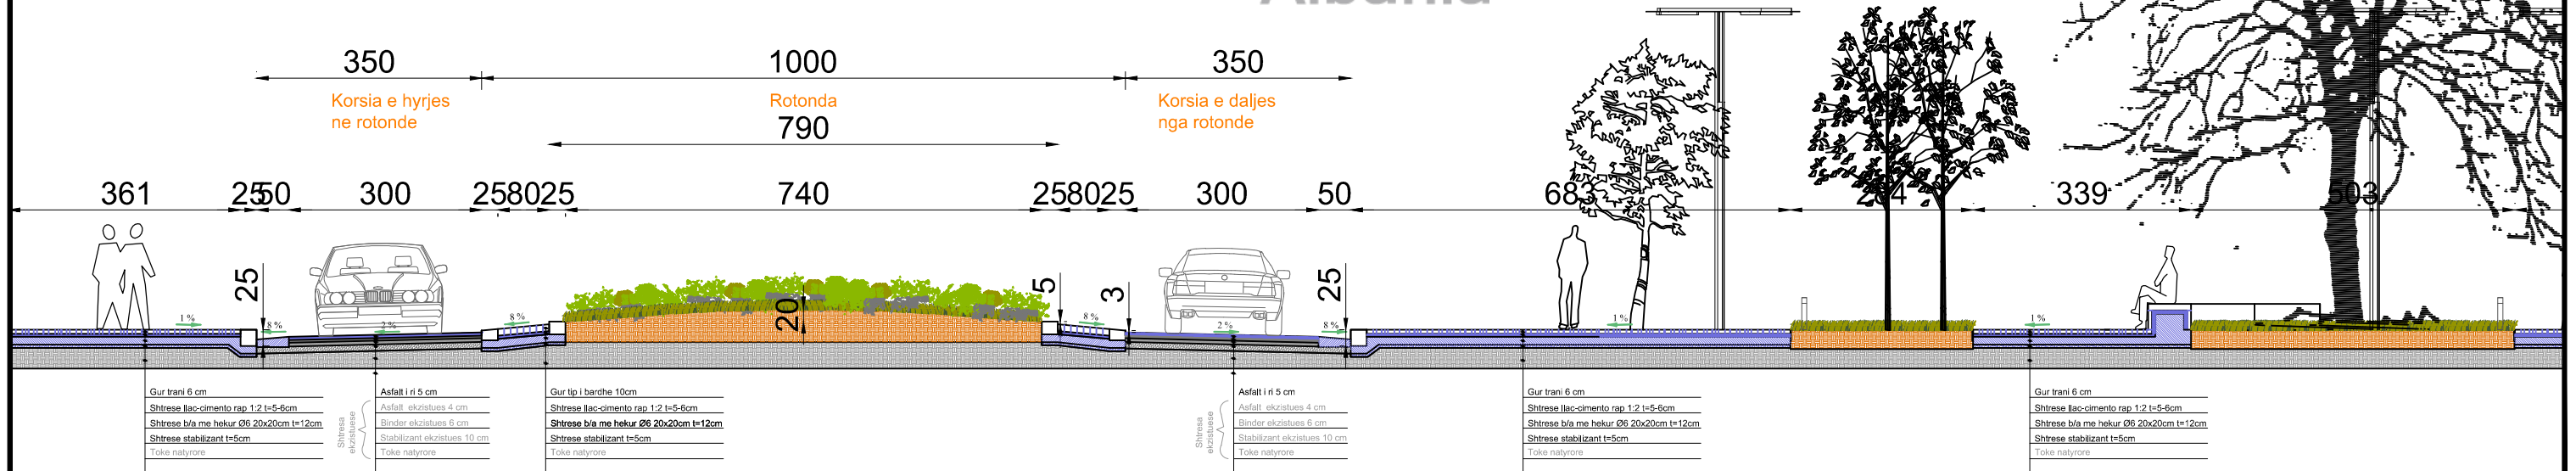 350
1000
350
Korsia e hyrjes
ne rotonde
Rotonda
Korsia e daljes
nga rotonde
790
361
25
50
300
25
80
25
740
25
80
25
300
50
683
339
503
25
20
5
3
25
1 %
8 %
2 %
8 %
8 %
2 %
8 %
1 %
1 %
Gur trani 6 cm
Shtrese llac-cimento rap 1:2 t=5-6cm
Shtrese b/a me hekur Ø6 20x20cm t=12cm
Shtrese stabilizant t=5cm
Toke natyrore
Shtresa
ekzistuese
Asfalt i ri 5 cm
Asfalt ekzistues 4 cm
Binder ekzistues 6 cm
Stabilizant ekzistues 10 cm
Toke natyrore
Gur tip i bardhe 10cm
Shtrese llac-cimento rap 1:2 t=5-6cm
Shtrese b/a me hekur Ø6 20x20cm t=12cm
Shtrese stabilizant t=5cm
Toke natyrore
Shtresa
ekzistuese
Asfalt i ri 5 cm
Asfalt ekzistues 4 cm
Binder ekzistues 6 cm
Stabilizant ekzistues 10 cm
Toke natyrore
Gur trani 6 cm
Shtrese llac-cimento rap 1:2 t=5-6cm
Shtrese b/a me hekur Ø6 20x20cm t=12cm
Shtrese stabilizant t=5cm
Toke natyrore
Gur trani 6 cm
Shtrese llac-cimento rap 1:2 t=5-6cm
Shtrese b/a me hekur Ø6 20x20cm t=12cm
Shtrese stabilizant t=5cm
Toke natyrore